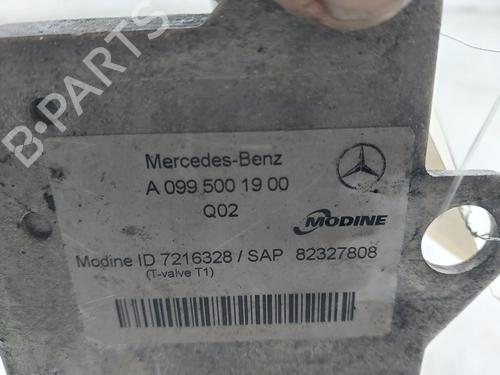 B-PARTS
Mercedes-Benz
A 099 500 19 00
Q02
MODINE
Modine ID 7216328 / SAP 82327808
(T-valve T1)